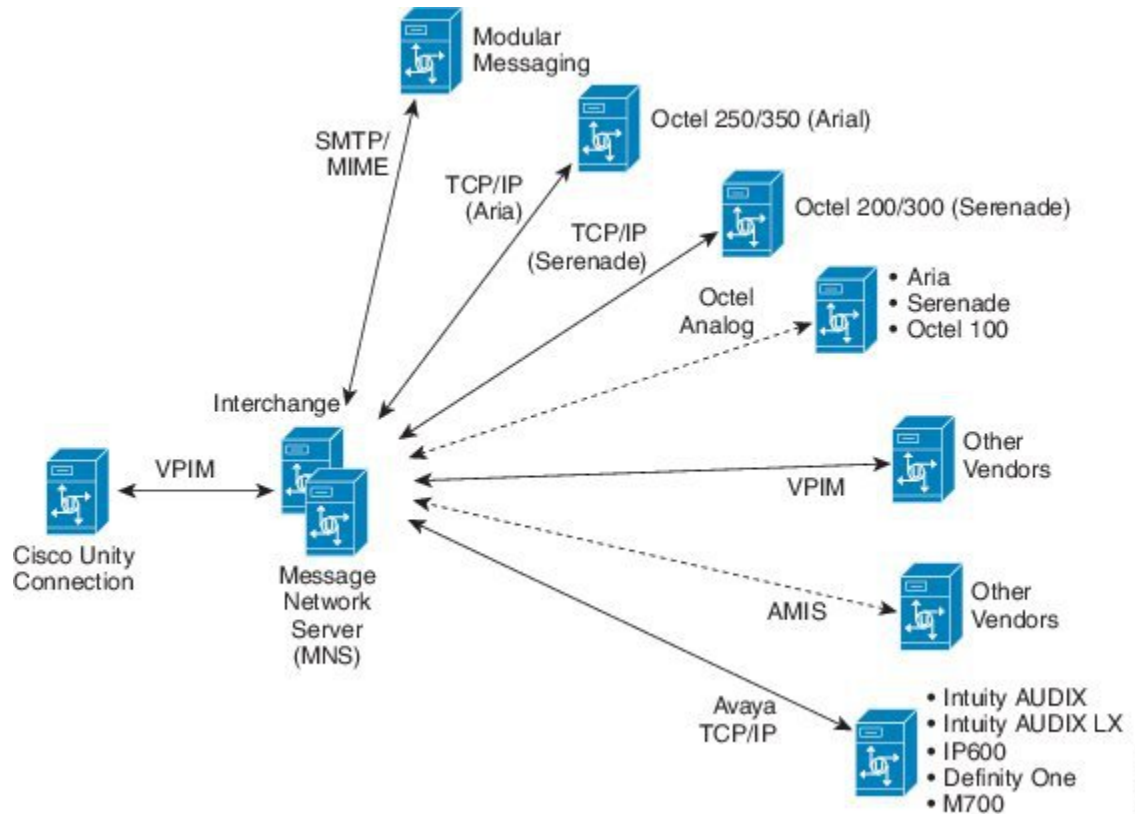 Modular
Messaging
SMTP/
MIME
Octel 250/350 (Arial)
TCP/IP
(Aria)
Octel 200/300 (Serenade)
TCP/IP
(Serenade)
Octel
Analog
• Aria
• Serenade
• Octel 100
Interchange
VPIM
Cisco Unity
Connection
Message
Network
Server
(MNS)
VPIM
Other
Vendors
AMIS
Other
Vendors
Avaya
TCP/IP
• Intuity AUDIX
• Intuity AUDIX LX
• IP600
• Definity One
• M700